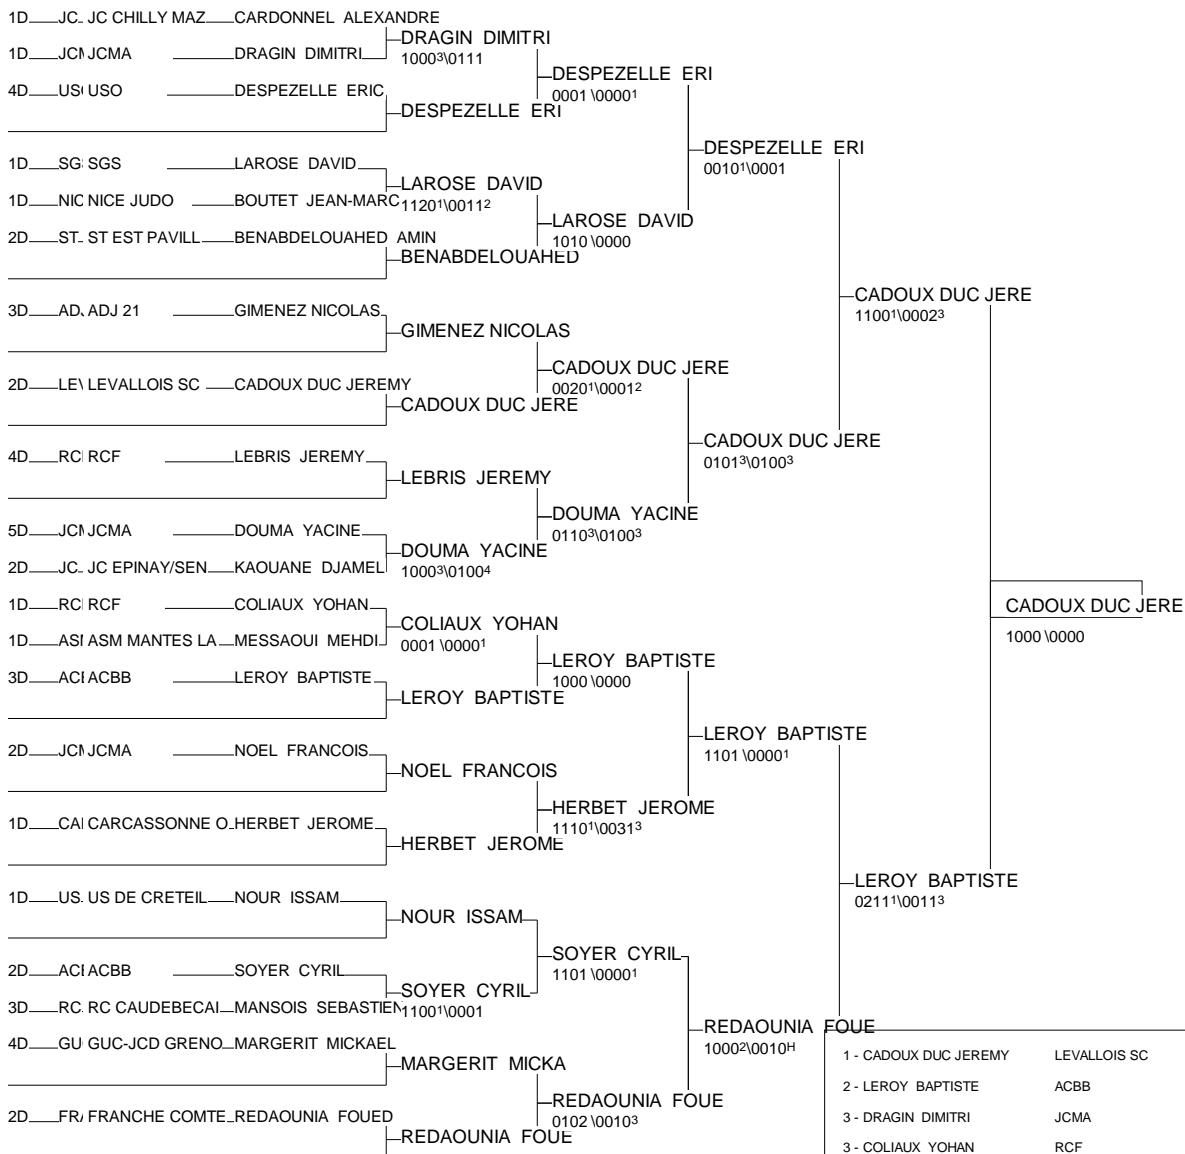 1D JC. JC CHILLY MAZ CARDONNEL ALEXANDRE
DRAGIN DIMITRI
1000³\0111
1D JCM JCMA DRAGIN DIMITRI
DESPEZELLE ERI
0001 \0000¹
4D US( USO DESPEZELLE ERIC
DESPEZELLE ERI
DESPEZELLE ERI
0010¹\0001
1D SG: SGS LAROSE DAVID
LAROSE DAVID
1120¹\0011²
1D NIC NICE JUDO BOUTET JEAN-MARC
LAROSE DAVID
1010 \0000
2D ST. ST EST PAVILL BENABDELOUAHED AMIN
BENABDELOUAHED
CADOUX DUC JERE
1100¹\0002³
3D ADJ ADJ 21 GIMENEZ NICOLAS
GIMENEZ NICOLAS
CADOUX DUC JERE
0020¹\0001²
2D LEV LEVALLOIS SC CADOUX DUC JEREMY
CADOUX DUC JERE
CADOUX DUC JERE
0101³\0100³
4D RCI RCF LEBRIS JEREMY
LEBRIS JEREMY
DOUMA YACINE
0110³\0100³
5D JCM JCMA DOUMA YACINE
DOUMA YACINE
1000³\0100⁴
2D JC. JC EPINAY/SEN KAOUANE DJAMEL
CADOUX DUC JERE
1000 \0000
1D RCI RCF COLIAUX YOHAN
COLIAUX YOHAN
0001 \0000¹
1D ASI ASM MANTES LA MESSAOUI MEHDI
LEROY BAPTISTE
1000 \0000
3D ACE ACBB LEROY BAPTISTE
LEROY BAPTISTE
LEROY BAPTISTE
1101 \0000¹
2D JCM JCMA NOEL FRANCOIS
NOEL FRANCOIS
HERBET JEROME
1110¹\0031³
1D CAI CARCASSONNE O HERBET JEROME
HERBET JEROME
LEROY BAPTISTE
0211¹\0011³
1D US. US DE CRETEIL NOUR ISSAM
NOUR ISSAM
SOYER CYRIL
1101 \0000¹
2D ACE ACBB SOYER CYRIL
SOYER CYRIL
1100¹\0001
3D RC RC CAUDEBECAI MANSOIS SEBASTIEN
REDAOUNIA FOUE
1000²\0010ᴴ
4D GU GUC-JCD GRENO MARGERIT MICKAEL
MARGERIT MICKA
REDAOUNIA FOUE
0102 \0010³
2D FRA FRANCHE COMTE REDAOUNIA FOUED
REDAOUNIA FOUE
1 - CADOUX DUC JEREMY LEVALLOIS SC
2 - LEROY BAPTISTE ACBB
3 - DRAGIN DIMITRI JCMA
3 - COLIAUX YOHAN RCF